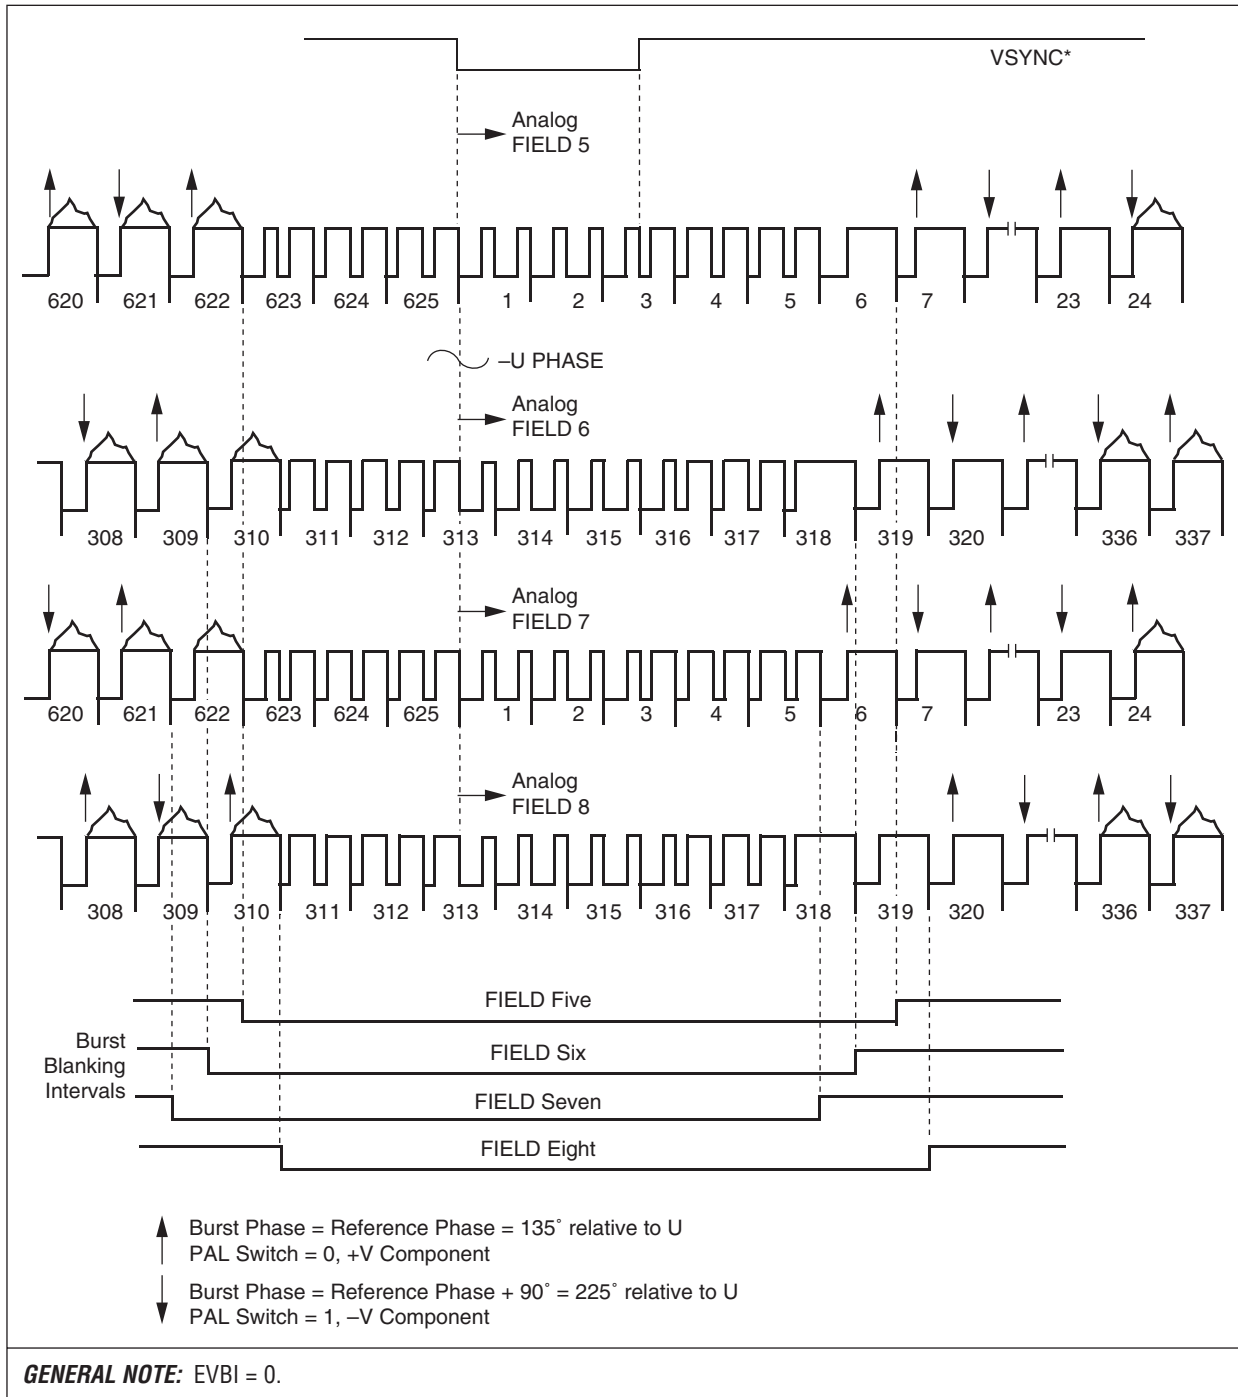 VSYNC*
Analog
FIELD 5
620 621 622 623 624 625 1 2 3 4 5 6 7 23 24
–U PHASE
Analog
FIELD 6
308 309 310 311 312 313 314 315 316 317 318 319 320 336 337
Analog
FIELD 7
620 621 622 623 624 625 1 2 3 4 5 6 7 23 24
Analog
FIELD 8
308 309 310 311 312 313 314 315 316 317 318 319 320 336 337
FIELD Five
Burst
Blanking
Intervals
FIELD Six
FIELD Seven
FIELD Eight
Burst Phase = Reference Phase = 135° relative to U
PAL Switch = 0, +V Component
Burst Phase = Reference Phase + 90° = 225° relative to U
PAL Switch = 1, –V Component
GENERAL NOTE: EVBI = 0.